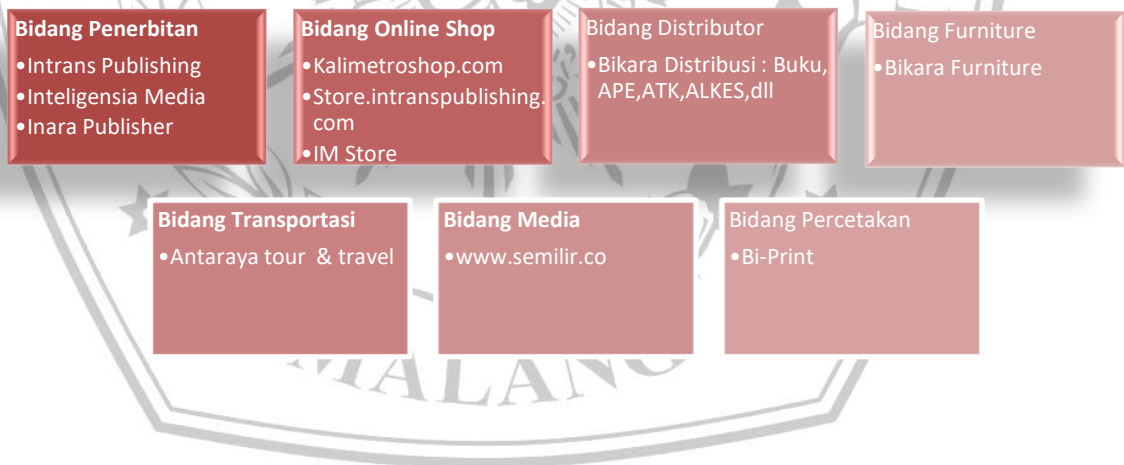 Bidang Penerbitan
•Intrans Publishing
•Inteligensia Media
•Inara Publisher
Bidang Online Shop
•Kalimetroshop.com
•Store.intranspublishing.
com
•IM Store
Bidang Distributor
•Bikara Distribusi : Buku,
APE,ATK,ALKES,dll
Bidang Furniture
•Bikara Furniture
Bidang Transportasi
•Antaraya tour & travel
Bidang Media
•www.semilir.co
Bidang Percetakan
•Bi-Print
MALANG